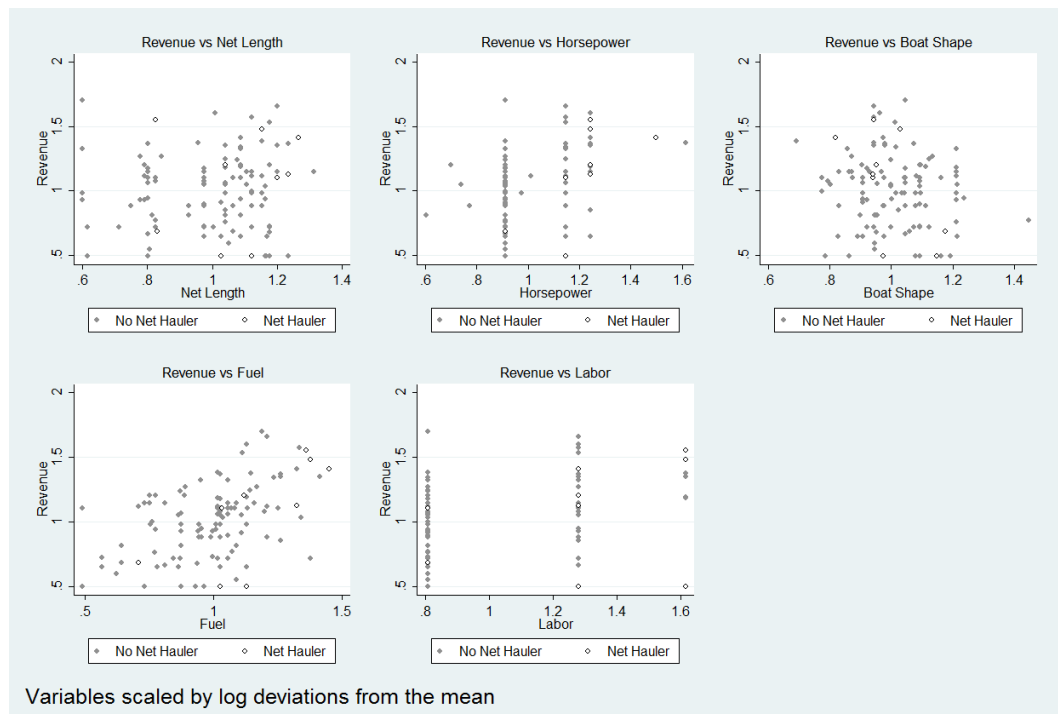 Revenue vs Net Length
Revenue
2
1.5
1
.5
.6 .8 1 1.2 1.4
Net Length
No Net Hauler Net Hauler
Revenue vs Horsepower
Revenue
2
1.5
1
.5
.6 .8 1 1.2 1.4 1.6
Horsepower
No Net Hauler Net Hauler
Revenue vs Boat Shape
Revenue
2
1.5
1
.5
.6 .8 1 1.2 1.4
Boat Shape
No Net Hauler Net Hauler
Revenue vs Fuel
Revenue
2
1.5
1
.5
.5 1 1.5
Fuel
No Net Hauler Net Hauler
Revenue vs Labor
Revenue
2
1.5
1
.5
.8 1 1.2 1.4 1.6
Labor
No Net Hauler Net Hauler
Variables scaled by log deviations from the mean